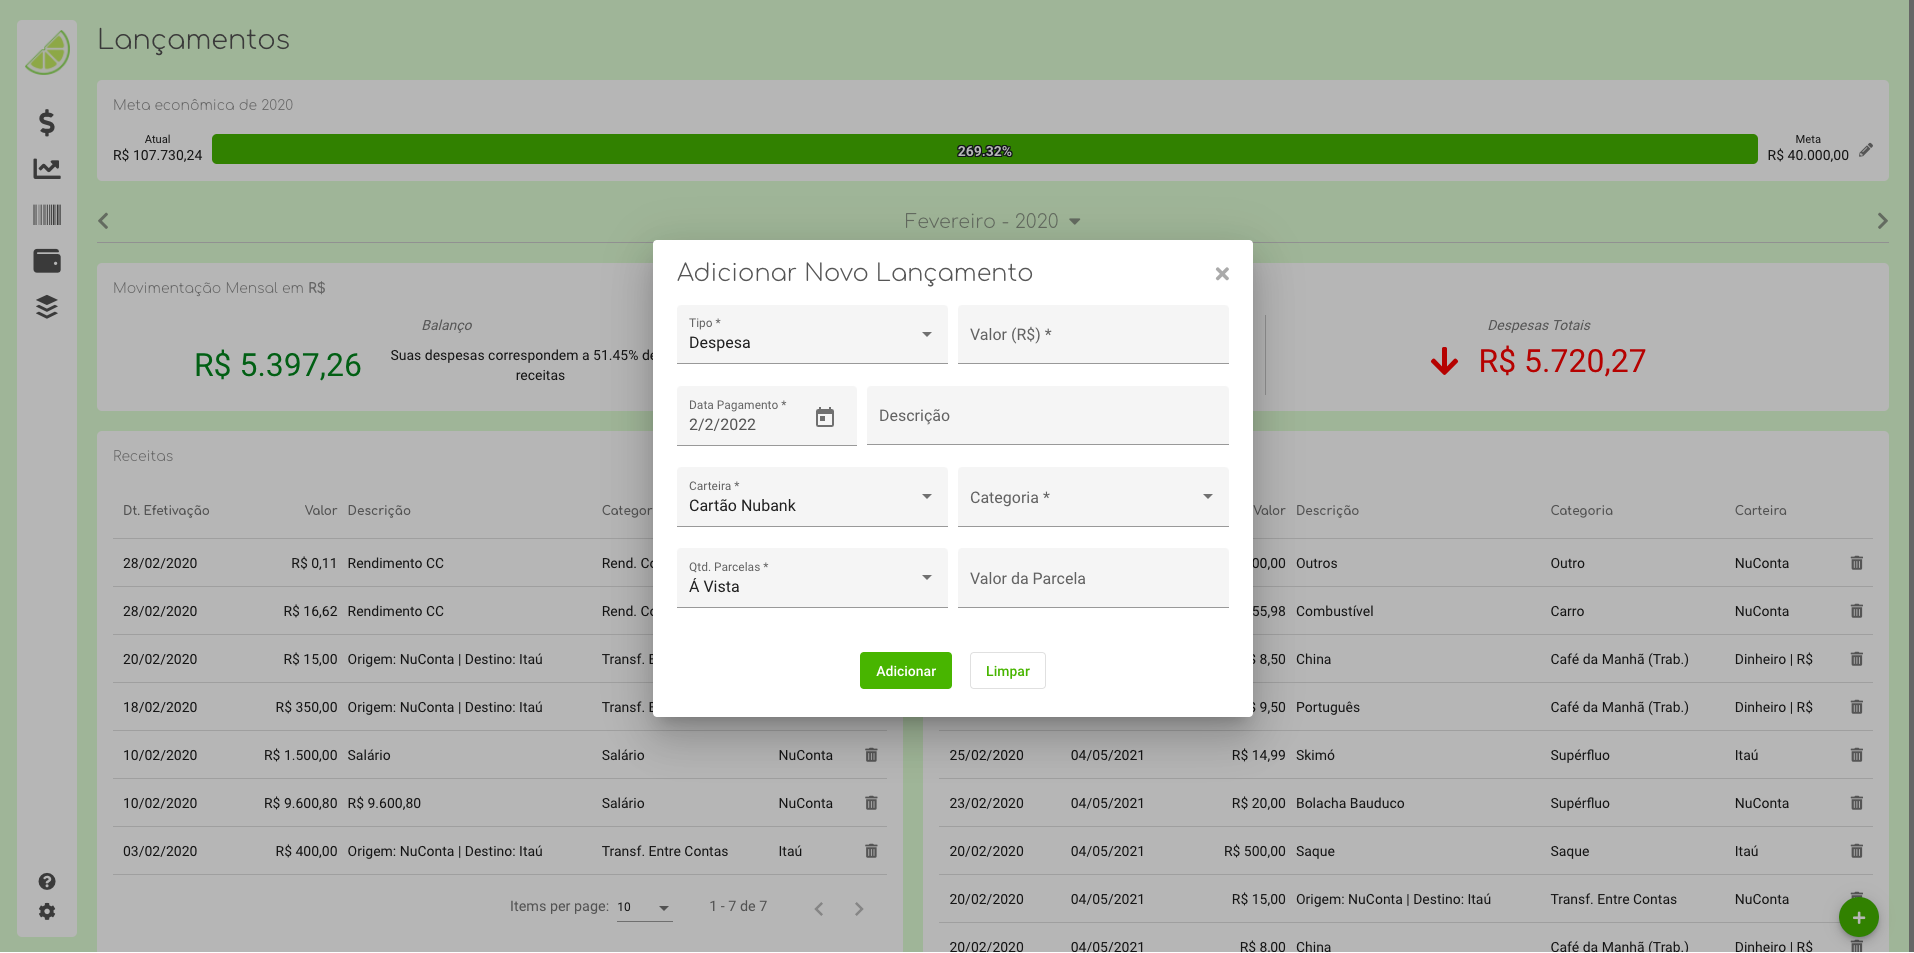 Lançamentos
Meta econômica de 2020
Atual
R$ 107.730,24
269.32%
Meta
R$ 40.000,00
Fevereiro - 2020
Movimentação Mensal em R$
Balanço
R$ 5.397,26
Suas despesas correspondem a 51.45% de
receitas
Despesas Totais
R$ 5.720,27
Adicionar Novo Lançamento
Tipo *
Despesa
Valor (R$) *
Data Pagamento *
2/2/2022
Descrição
Carteira *
Cartão Nubank
Categoria *
Qtd. Parcelas *
Á Vista
Valor da Parcela
Adicionar
Limpar
Receitas
Dt. Efetivação Valor Descrição Categor
28/02/2020 R$ 0,11 Rendimento CC Rend. Co
28/02/2020 R$ 16,62 Rendimento CC Rend. Co
20/02/2020 R$ 15,00 Origem: NuConta | Destino: Itaú Transf. E
18/02/2020 R$ 350,00 Origem: NuConta | Destino: Itaú Transf. E
10/02/2020 R$ 1.500,00 Salário Salário NuConta
10/02/2020 R$ 9.600,80 R$ 9.600,80 Salário NuConta
03/02/2020 R$ 400,00 Origem: NuConta | Destino: Itaú Transf. Entre Contas Itaú
Items per page: 10 1 - 7 de 7
Valor Descrição Categoria Carteira
00,00 Outros Outro NuConta
55,98 Combustível Carro NuConta
$ 8,50 China Café da Manhã (Trab.) Dinheiro | R$
$ 9,50 Português Café da Manhã (Trab.) Dinheiro | R$
25/02/2020 04/05/2021 R$ 14,99 Skimó Supérfluo Itaú
23/02/2020 04/05/2021 R$ 20,00 Bolacha Bauduco Supérfluo NuConta
20/02/2020 04/05/2021 R$ 500,00 Saque Saque Itaú
20/02/2020 04/05/2021 R$ 15,00 Origem: NuConta | Destino: Itaú Transf. Entre Contas NuConta
20/02/2020 04/05/2021 R$ 8,00 China Café da Manhã (Trab.) Dinheiro | R$